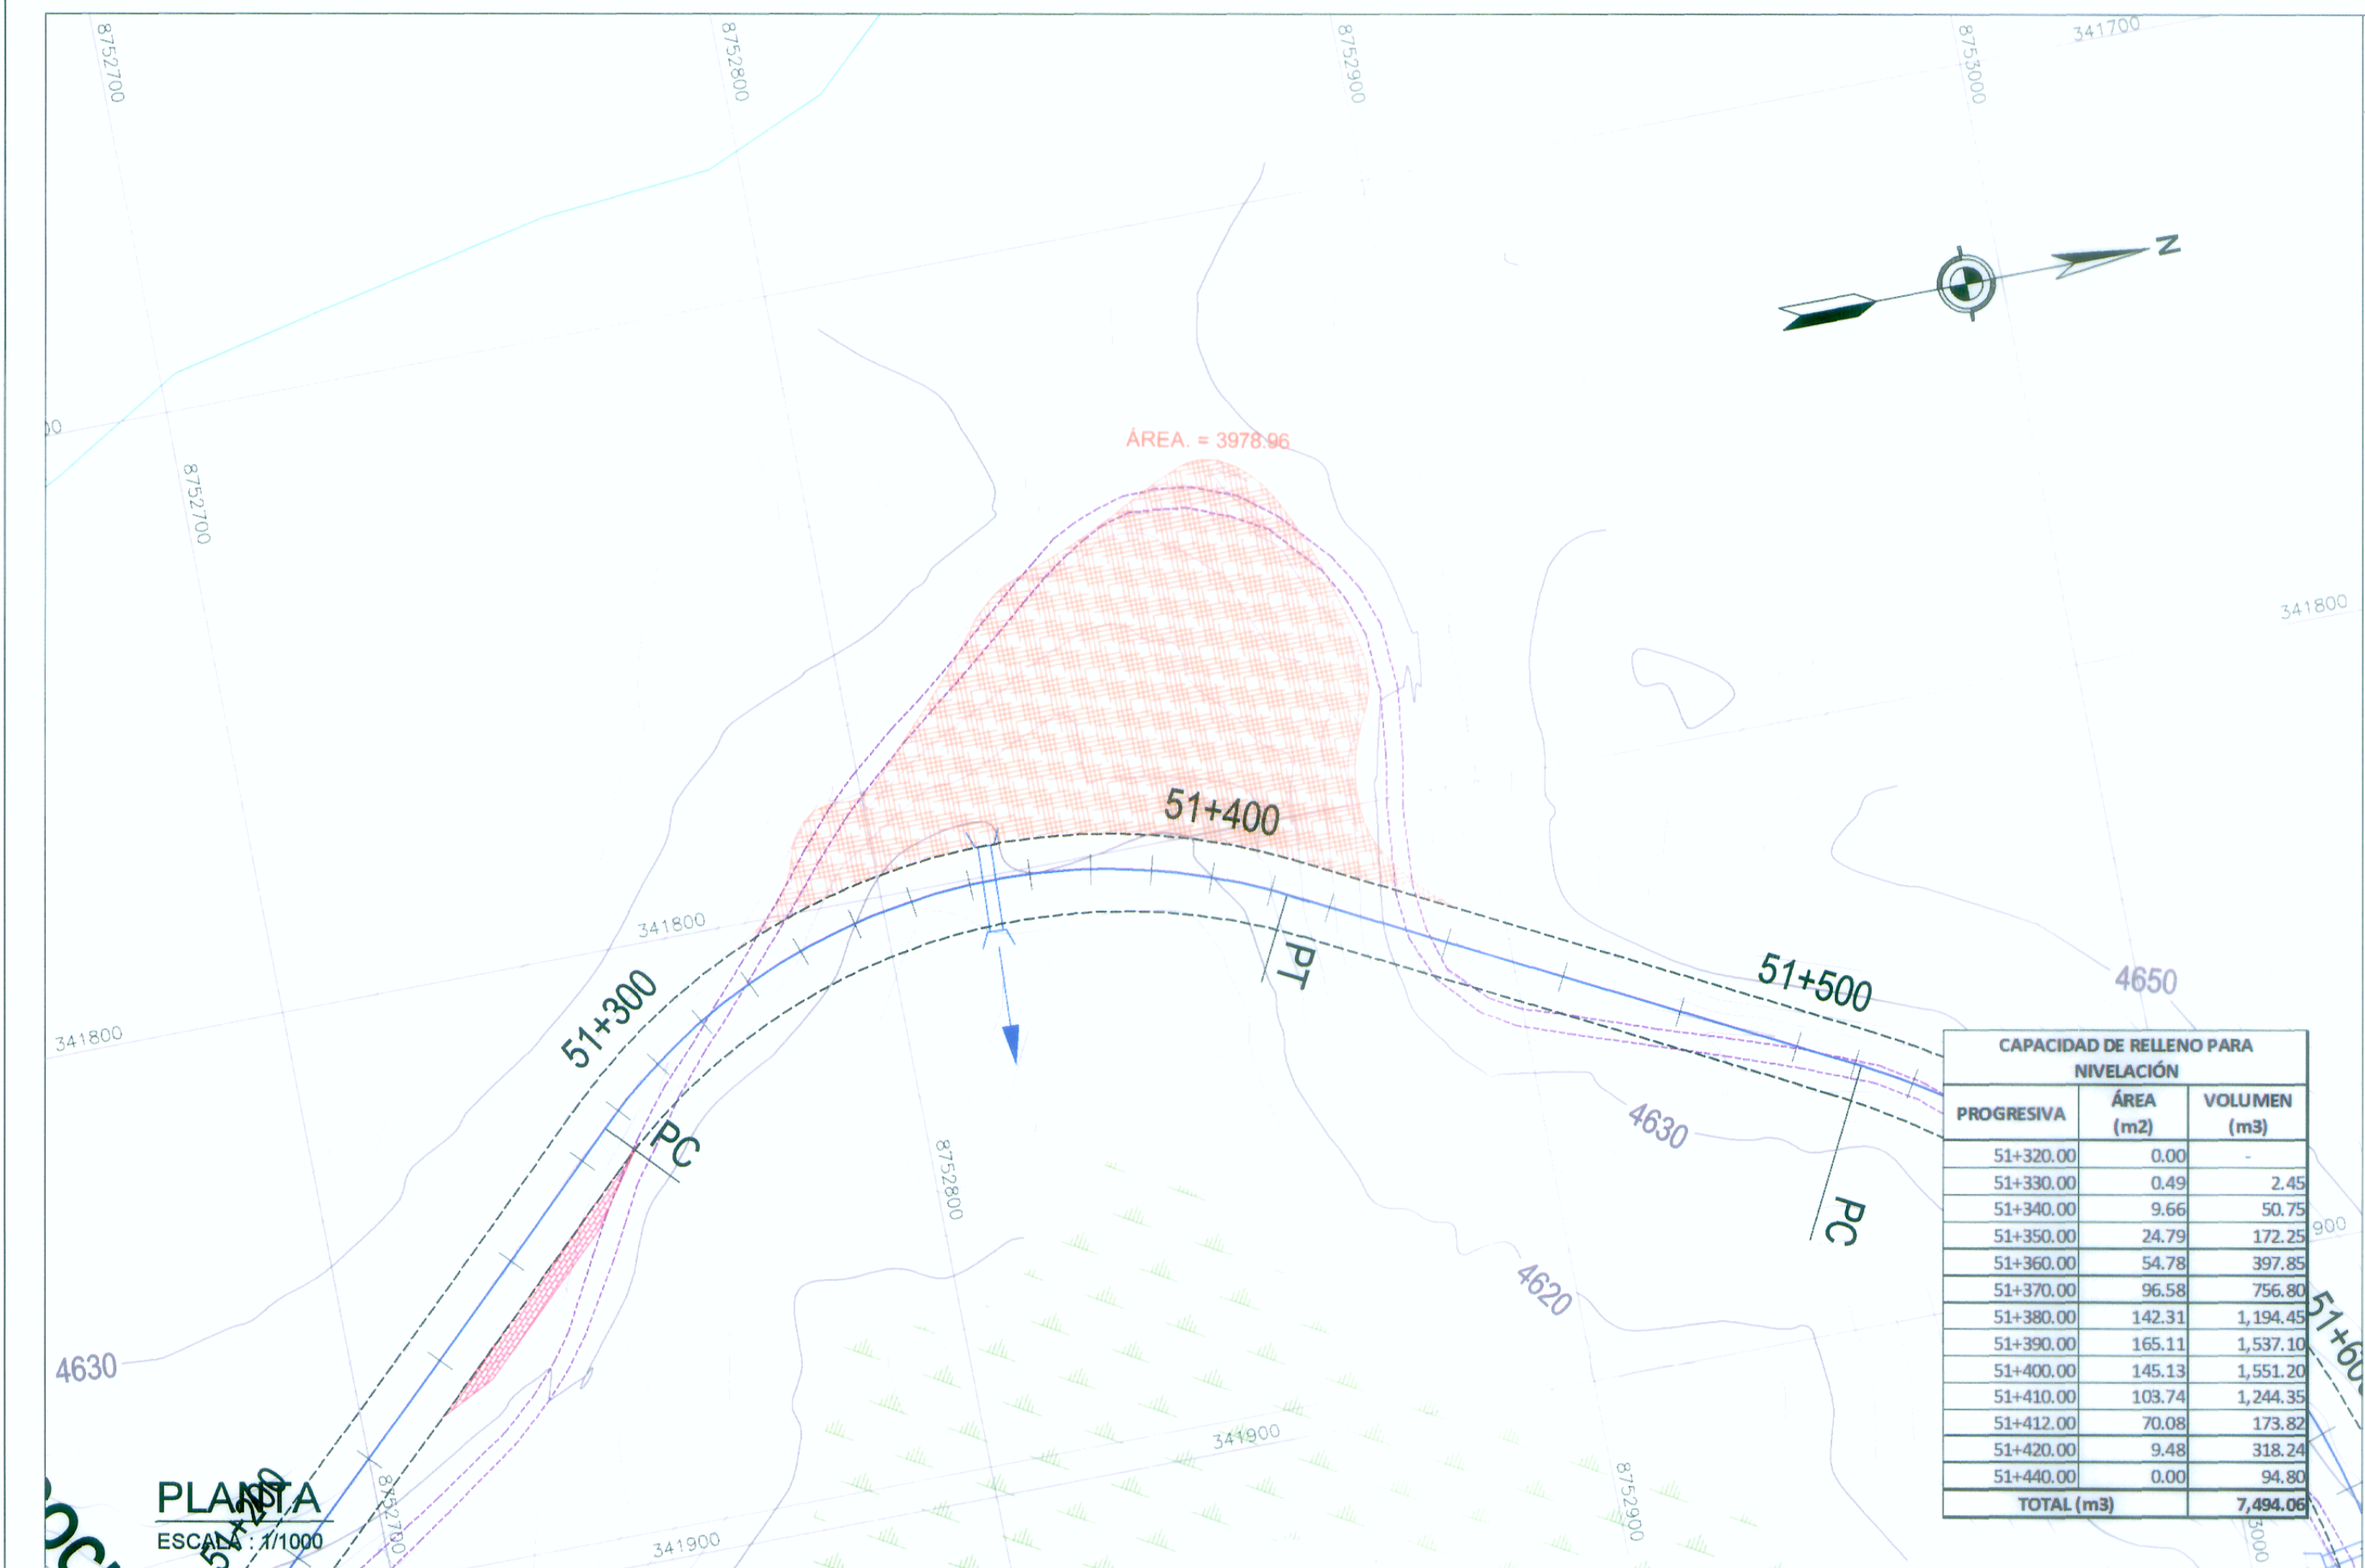 8752700
8752800
8752900
8753000
341700
N
00
8752700
ÁREA. = 3978.96
341800
51+400
341800
51+300
341800
PT
51+500
4650
PC
4630
8752800
PC
4620
900
4630
51+200
PLANTA
ESCALA : 1/1000
8752700
341900
341900
8752900
3000
CAPACIDAD DE RELLENO PARA
NIVELACIÓN
PROGRESIVA ÁREA (m2) VOLUMEN (m3)
51+320.00 0.00 -
51+330.00 0.49 2.45
51+340.00 9.66 50.75
51+350.00 24.79 172.25
51+360.00 54.78 397.85
51+370.00 96.58 756.80
51+380.00 142.31 1,194.45
51+390.00 165.11 1,537.10
51+400.00 145.13 1,551.20
51+410.00 103.74 1,244.35
51+412.00 70.08 173.82
51+420.00 9.48 318.24
51+440.00 0.00 94.80
TOTAL (m3) 7,494.06